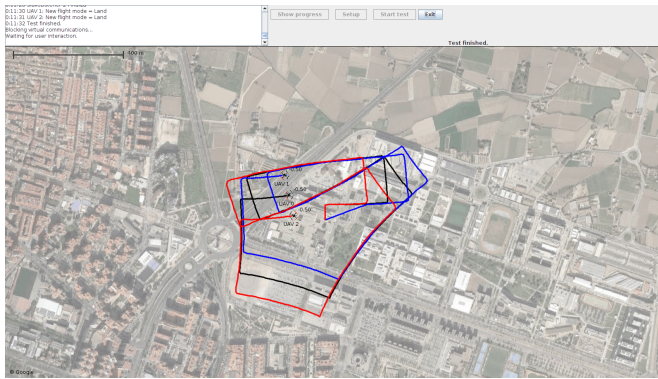 0:11:30 UAV 1: New flight mode = Land
0:11:31 UAV 2: New flight mode = Land
0:11:32 Test finished.
Blocking virtual communications...
Waiting for user interaction.
Show progress
Setup
Start test
Exit
Test finished.
400 m
-0.50
UAV 1
-0.50
UAV 0
-0.50
UAV 2
© Google